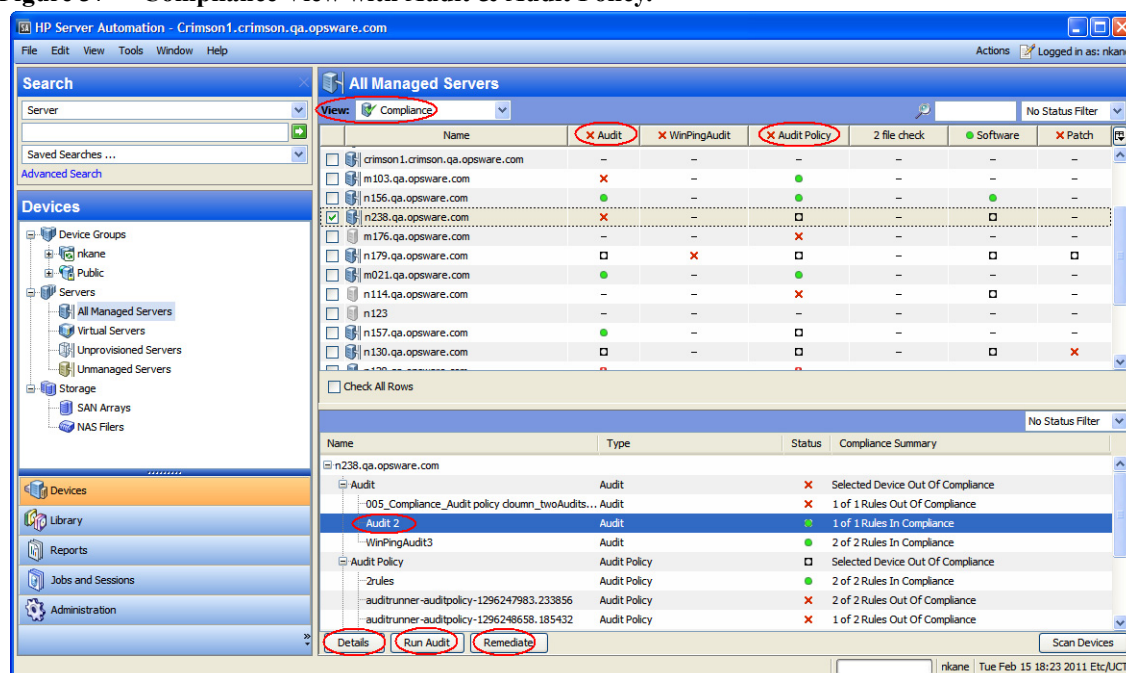 HP Server Automation - Crimson1.crimson.qa.opsware.com
File Edit View Tools Window Help
Actions Logged in as: nkan
Search
Server
Saved Searches ...
Advanced Search
Devices
Device Groups
nkane
Public
Servers
All Managed Servers
Virtual Servers
Unprovisioned Servers
Unmanaged Servers
Storage
SAN Arrays
NAS Filers
Devices
Library
Reports
Jobs and Sessions
Administration
All Managed Servers
View: Compliance
No Status Filter
Name Audit WinPingAudit Audit Policy 2 file check Software Patch
crimson1.crimson.qa.opsware.com – – – – – –
m103.qa.opsware.com – – – –
n156.qa.opsware.com – – –
n238.qa.opsware.com – – –
m176.qa.opsware.com – – – – –
n179.qa.opsware.com –
m021.qa.opsware.com – – – –
n114.qa.opsware.com – – – –
n123 – – – – – –
n157.qa.opsware.com – – – –
n130.qa.opsware.com – –
Check All Rows
No Status Filter
Name Type Status Compliance Summary
n238.qa.opsware.com
Audit Audit Selected Device Out Of Compliance
005_Compliance_Audit policy cloumn_twoAudits... Audit 1 of 1 Rules Out Of Compliance
Audit 2 Audit 1 of 1 Rules In Compliance
WinPingAudit3 Audit 2 of 2 Rules In Compliance
Audit Policy Audit Policy Selected Device Out Of Compliance
2rules Audit Policy 2 of 2 Rules In Compliance
auditrunner-auditpolicy-1296247983.233856 Audit Policy 2 of 2 Rules Out Of Compliance
auditrunner-auditpolicy-1296248658.185432 Audit Policy 1 of 2 Rules Out Of Compliance
Details Run Audit Remediate Scan Devices
nkane Tue Feb 15 18:23 2011 Etc/UCT